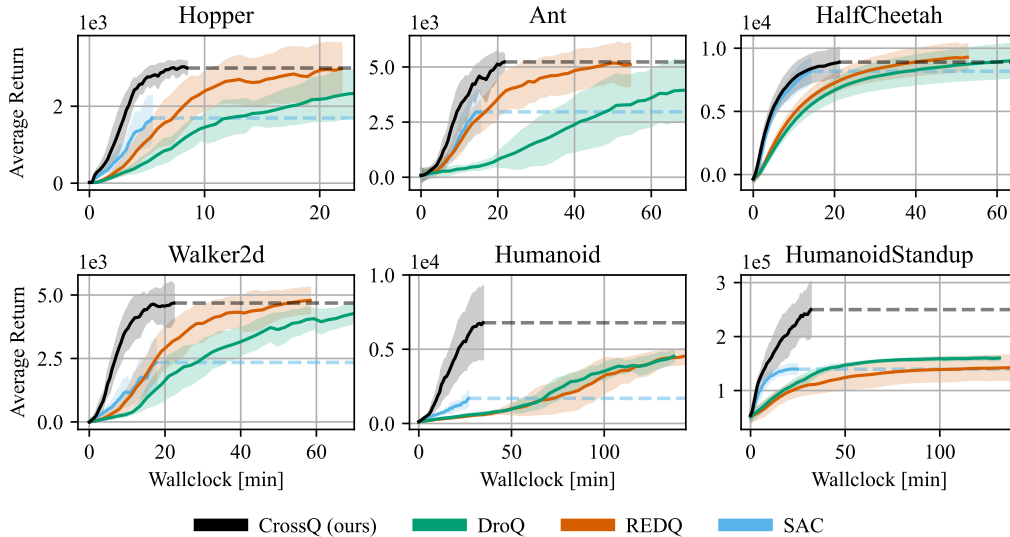 Hopper
1e3
Average Return
2
0
0 10 20
Ant
1e3
5.0
2.5
0.0
0 20 40 60
HalfCheetah
1e4
1.0
0.5
0.0
0 20 40 60
Walker2d
1e3
Average Return
5.0
2.5
0.0
0 20 40 60
Wallclock [min]
Humanoid
1e4
1.0
0.5
0.0
0 50 100
Wallclock [min]
HumanoidStandup
1e5
3
2
1
0 50 100
Wallclock [min]
CrossQ (ours) DroQ REDQ SAC